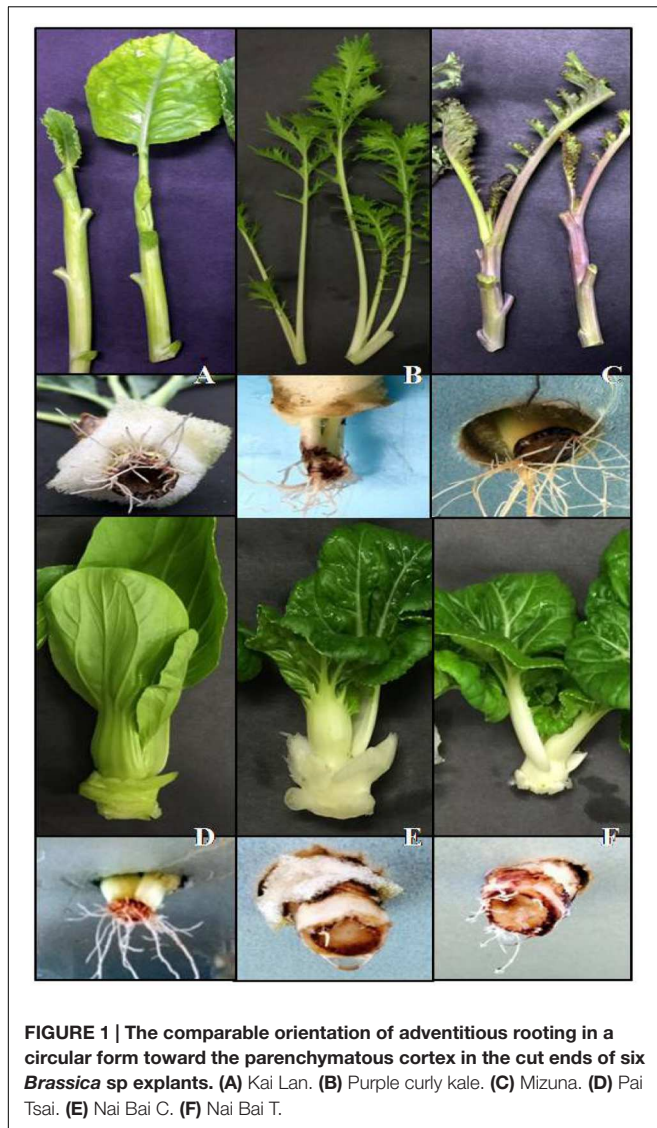 A
B
C
D
E
F
FIGURE 1 | The comparable orientation of adventitious rooting in a
circular form toward the parenchymatous cortex in the cut ends of six
Brassica sp explants. (A) Kai Lan. (B) Purple curly kale. (C) Mizuna. (D) Pai
Tsai. (E) Nai Bai C. (F) Nai Bai T.